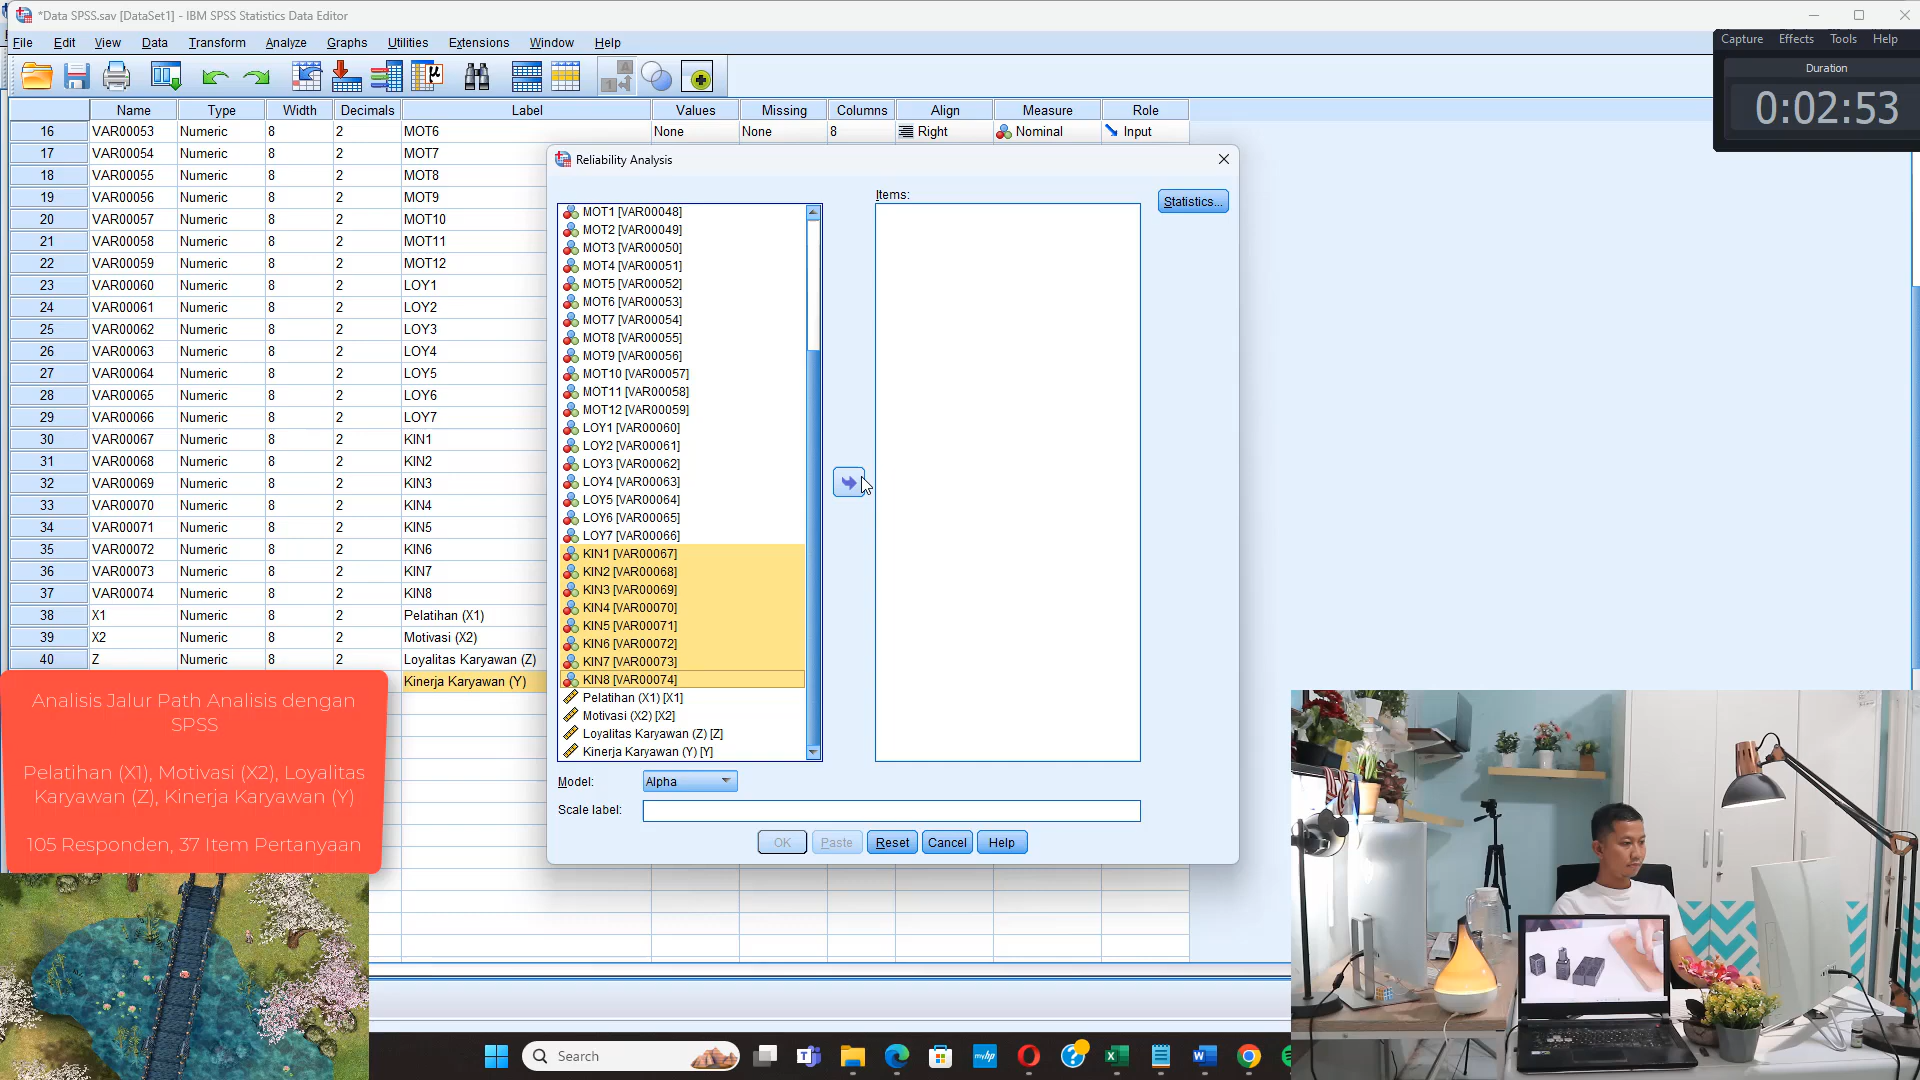 *Data SPSS.sav [DataSet1] - IBM SPSS Statistics Data Editor
File Edit View Data Transform Analyze Graphs Utilities Extensions Window Help
Capture Effects Tools Help
Duration
0:02:53
Name Type Width Decimals Label Values Missing Columns Align Measure Role
16 VAR00053 Numeric 8 2 MOT6 None None 8 Right Nominal Input
17 VAR00054 Numeric 8 2 MOT7
18 VAR00055 Numeric 8 2 MOT8
19 VAR00056 Numeric 8 2 MOT9
20 VAR00057 Numeric 8 2 MOT10
21 VAR00058 Numeric 8 2 MOT11
22 VAR00059 Numeric 8 2 MOT12
23 VAR00060 Numeric 8 2 LOY1
24 VAR00061 Numeric 8 2 LOY2
25 VAR00062 Numeric 8 2 LOY3
26 VAR00063 Numeric 8 2 LOY4
27 VAR00064 Numeric 8 2 LOY5
28 VAR00065 Numeric 8 2 LOY6
29 VAR00066 Numeric 8 2 LOY7
30 VAR00067 Numeric 8 2 KIN1
31 VAR00068 Numeric 8 2 KIN2
32 VAR00069 Numeric 8 2 KIN3
33 VAR00070 Numeric 8 2 KIN4
34 VAR00071 Numeric 8 2 KIN5
35 VAR00072 Numeric 8 2 KIN6
36 VAR00073 Numeric 8 2 KIN7
37 VAR00074 Numeric 8 2 KIN8
38 X1 Numeric 8 2 Pelatihan (X1)
39 X2 Numeric 8 2 Motivasi (X2)
40 Z Numeric 8 2 Loyalitas Karyawan (Z)
Kinerja Karyawan (Y)
Reliability Analysis
Items:
Statistics...
MOT1 [VAR00048]
MOT2 [VAR00049]
MOT3 [VAR00050]
MOT4 [VAR00051]
MOT5 [VAR00052]
MOT6 [VAR00053]
MOT7 [VAR00054]
MOT8 [VAR00055]
MOT9 [VAR00056]
MOT10 [VAR00057]
MOT11 [VAR00058]
MOT12 [VAR00059]
LOY1 [VAR00060]
LOY2 [VAR00061]
LOY3 [VAR00062]
LOY4 [VAR00063]
LOY5 [VAR00064]
LOY6 [VAR00065]
LOY7 [VAR00066]
KIN1 [VAR00067]
KIN2 [VAR00068]
KIN3 [VAR00069]
KIN4 [VAR00070]
KIN5 [VAR00071]
KIN6 [VAR00072]
KIN7 [VAR00073]
KIN8 [VAR00074]
Pelatihan (X1) [X1]
Motivasi (X2) [X2]
Loyalitas Karyawan (Z) [Z]
Kinerja Karyawan (Y) [Y]
Model: Alpha
Scale label:
OK Paste Reset Cancel Help
Analisis Jalur Path Analisis dengan
SPSS
Pelatihan (X1), Motivasi (X2), Loyalitas
Karyawan (Z), Kinerja Karyawan (Y)
105 Responden, 37 Item Pertanyaan
Search